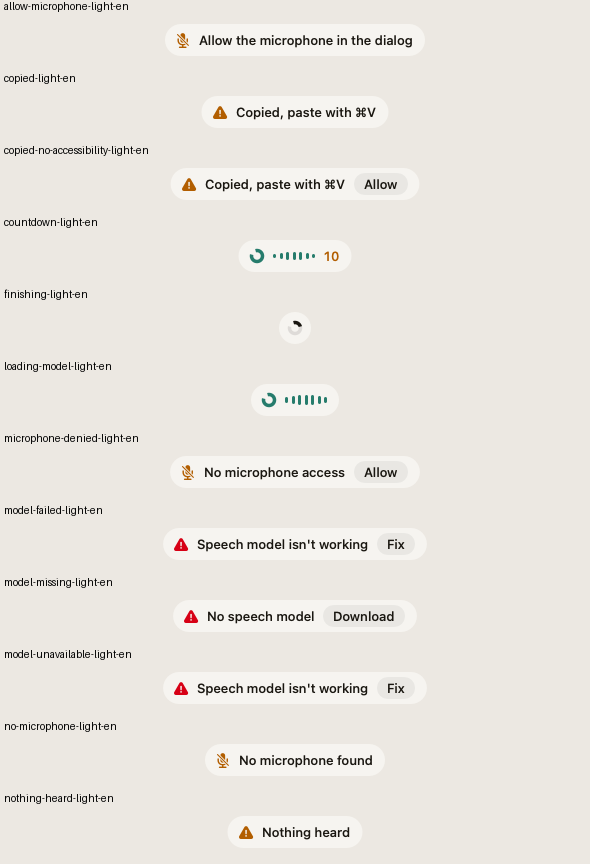 allow-microphone-light-en
Allow the microphone in the dialog
copied-light-en
Copied, paste with ⌘V
copied-no-accessibility-light-en
Copied, paste with ⌘V Allow
countdown-light-en
10
finishing-light-en
loading-model-light-en
microphone-denied-light-en
No microphone access Allow
model-failed-light-en
Speech model isn't working Fix
model-missing-light-en
No speech model Download
model-unavailable-light-en
Speech model isn't working Fix
no-microphone-light-en
No microphone found
nothing-heard-light-en
Nothing heard